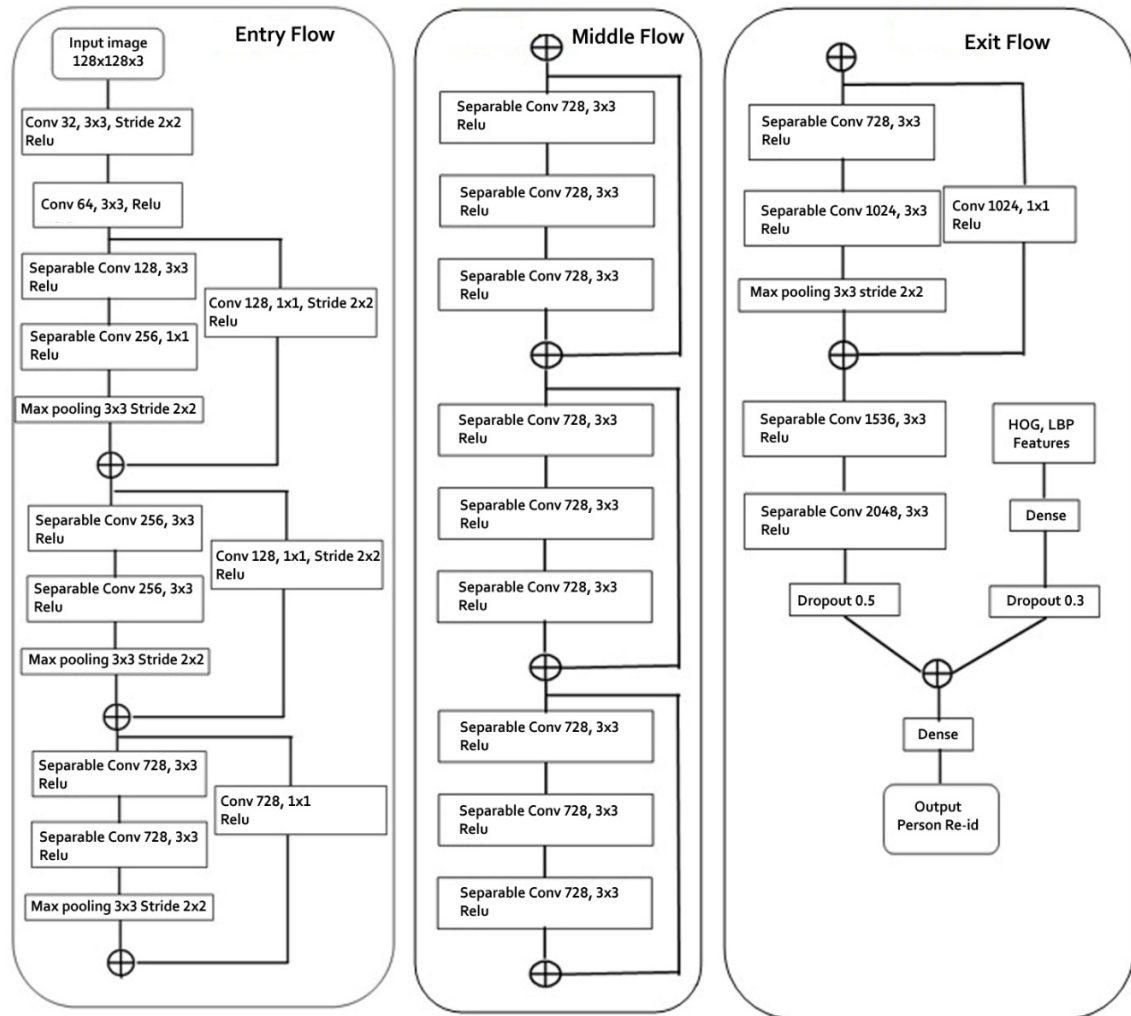 Entry Flow
Input image
128x128x3
Conv 32, 3x3, Stride 2x2
Relu
Conv 64, 3x3, Relu
Separable Conv 128, 3x3
Relu
Conv 128, 1x1, Stride 2x2
Relu
Separable Conv 256, 1x1
Relu
Max pooling 3x3 Stride 2x2
Separable Conv 256, 3x3
Relu
Conv 128, 1x1, Stride 2x2
Relu
Separable Conv 256, 3x3
Relu
Max pooling 3x3 Stride 2x2
Separable Conv 728, 3x3
Relu
Conv 728, 1x1
Relu
Separable Conv 728, 3x3
Relu
Max pooling 3x3 Stride 2x2
Middle Flow
Separable Conv 728, 3x3
Relu
Separable Conv 728, 3x3
Relu
Separable Conv 728, 3x3
Relu
Separable Conv 728, 3x3
Relu
Separable Conv 728, 3x3
Relu
Separable Conv 728, 3x3
Relu
Separable Conv 728, 3x3
Relu
Separable Conv 728, 3x3
Relu
Separable Conv 728, 3x3
Relu
Exit Flow
Separable Conv 728, 3x3
Relu
Separable Conv 1024, 3x3
Relu
Conv 1024, 1x1
Relu
Max pooling 3x3 stride 2x2
Separable Conv 1536, 3x3
Relu
HOG, LBP
Features
Separable Conv 2048, 3x3
Relu
Dense
Dropout 0.5
Dropout 0.3
Dense
Output
Person Re-id